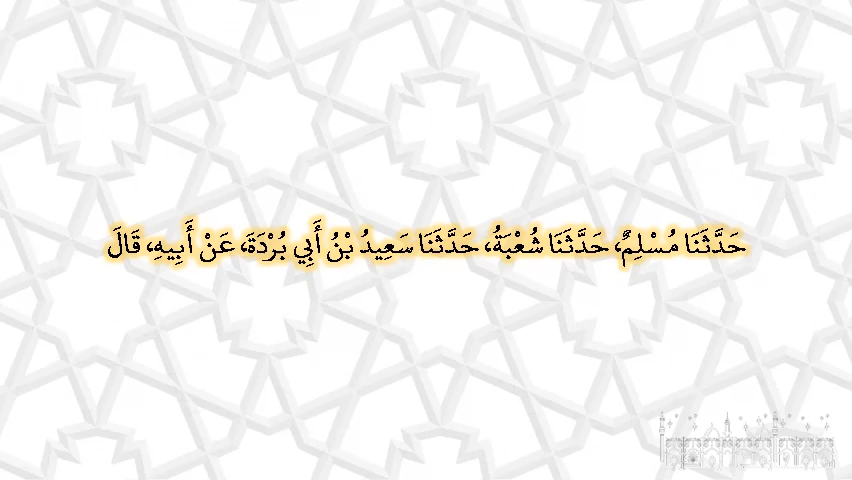 حَدَّثَنَا مُسْلِمٌ، حَدَّثَنَا شُعْبَةُ، حَدَّثَنَا سَعِيدُ بْنُ أَبِي بُرْدَةَ، عَنْ أَبِيهِ، قَالَ